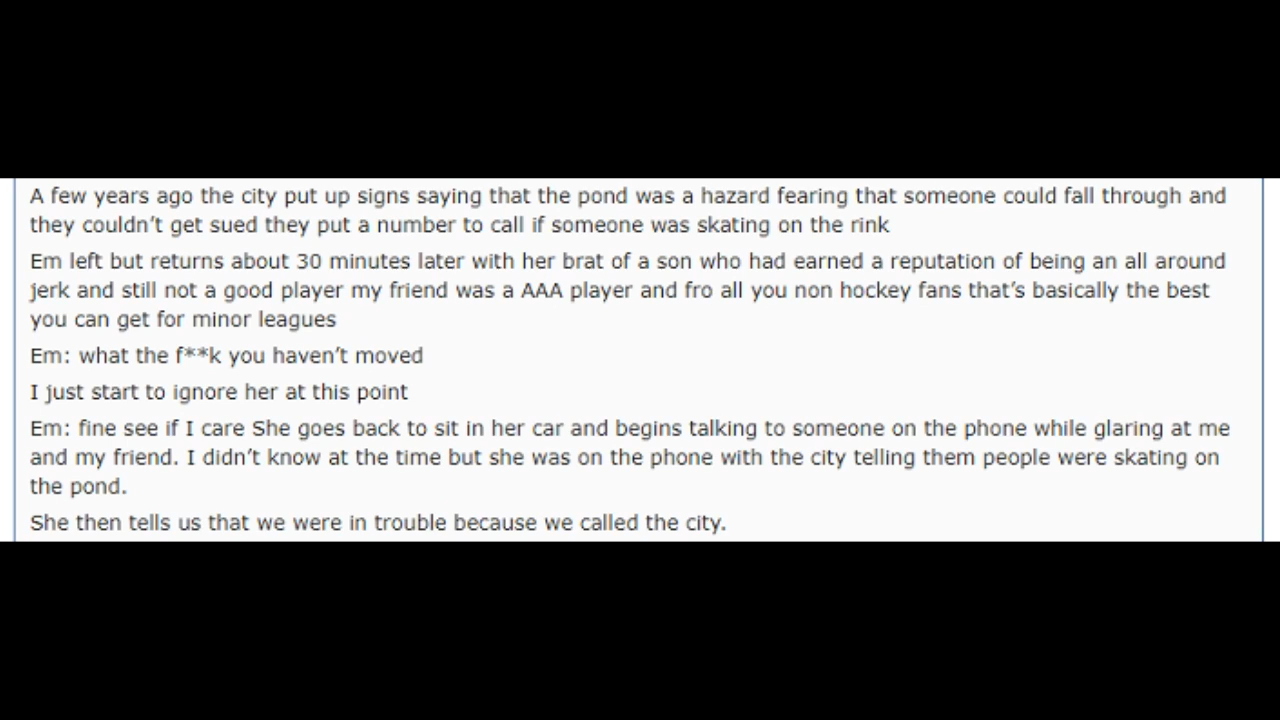 A few years ago the city put up signs saying that the pond was a hazard fearing that someone could fall through and
they couldn’t get sued they put a number to call if someone was skating on the rink
Em left but returns about 30 minutes later with her brat of a son who had earned a reputation of being an all around
jerk and still not a good player my friend was a AAA player and fro all you non hockey fans that’s basically the best
you can get for minor leagues
Em: what the f**k you haven’t moved
I just start to ignore her at this point
Em: fine see if I care She goes back to sit in her car and begins talking to someone on the phone while glaring at me
and my friend. I didn’t know at the time but she was on the phone with the city telling them people were skating on
the pond.
She then tells us that we were in trouble because we called the city.